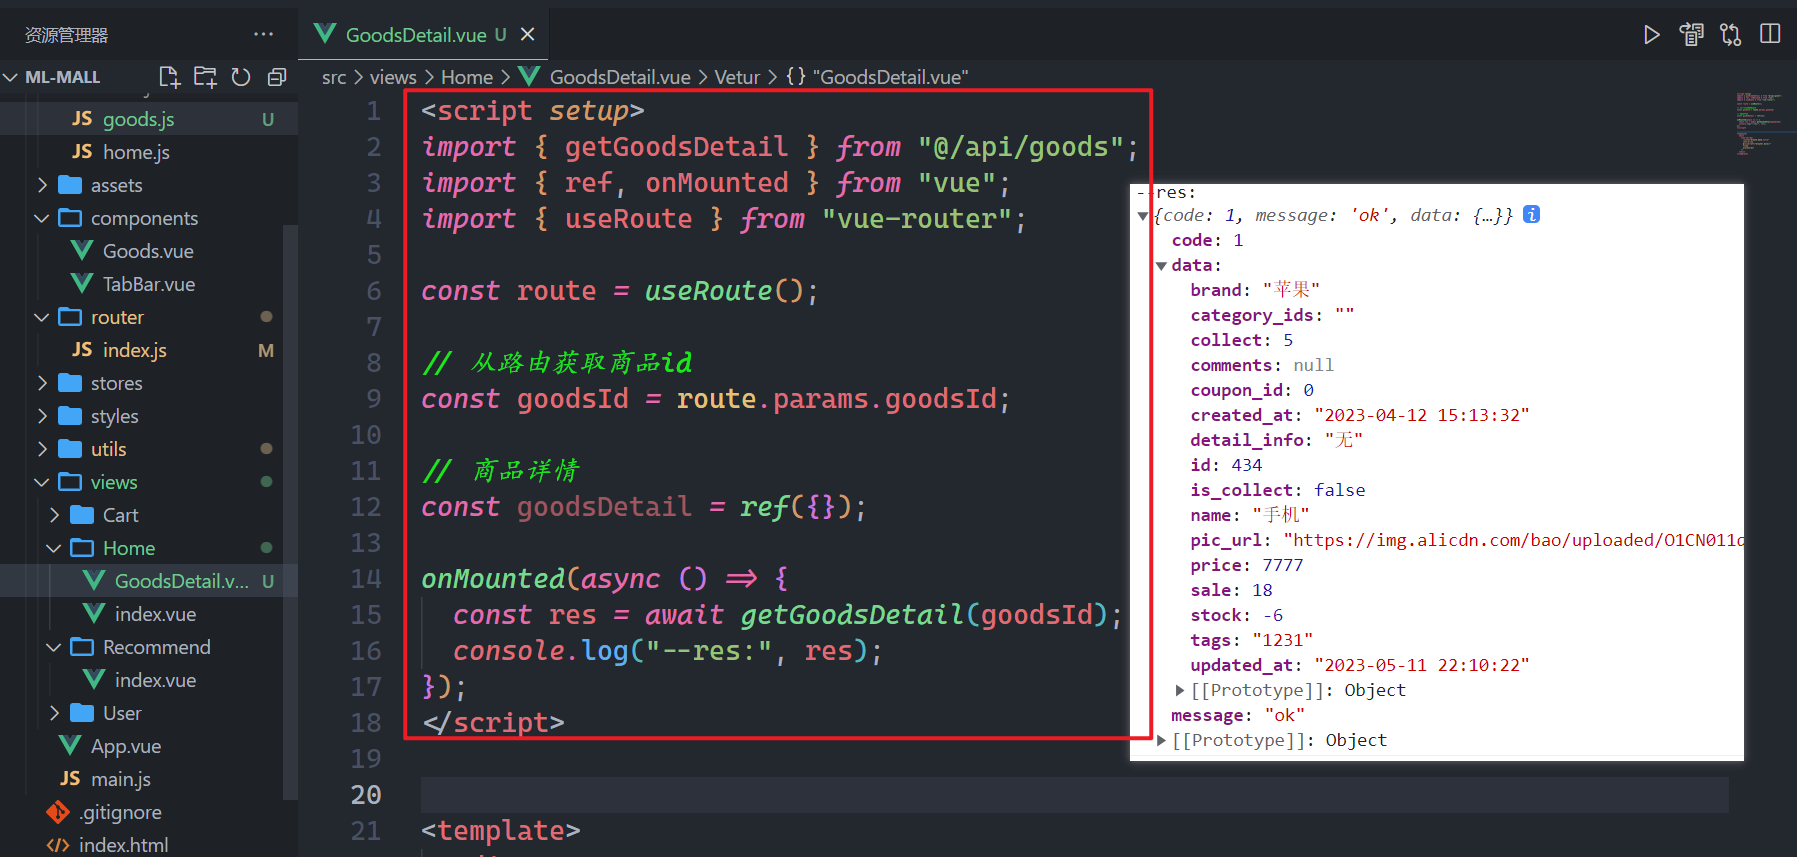 资源管理器
ML-MALL
goods.js U
home.js
assets
components
Goods.vue
TabBar.vue
router
index.js M
stores
styles
utils
views
Cart
Home
GoodsDetail.v... U
index.vue
Recommend
index.vue
User
App.vue
main.js
.gitignore
index.html
GoodsDetail.vue U
src > views > Home > GoodsDetail.vue > Vetur > {} "GoodsDetail.vue"
1 <script setup>
2 import { getGoodsDetail } from "@/api/goods";
3 import { ref, onMounted } from "vue";
4 import { useRoute } from "vue-router";
5
6 const route = useRoute();
7
8 // 从路由获取商品id
9 const goodsId = route.params.goodsId;
10
11 // 商品详情
12 const goodsDetail = ref({});
13
14 onMounted(async () => {
15 const res = await getGoodsDetail(goodsId);
16 console.log("--res:", res);
17 });
18 </script>
19
20
21 <template>
--res:
{code: 1, message: 'ok', data: {…}}
code: 1
data:
brand: "苹果"
category_ids: ""
collect: 5
comments: null
coupon_id: 0
created_at: "2023-04-12 15:13:32"
detail_info: "无"
id: 434
is_collect: false
name: "手机"
pic_url: "https://img.alicdn.com/bao/uploaded/O1CN011
price: 7777
sale: 18
stock: -6
tags: "1231"
updated_at: "2023-05-11 22:10:22"
[[Prototype]]: Object
message: "ok"
[[Prototype]]: Object